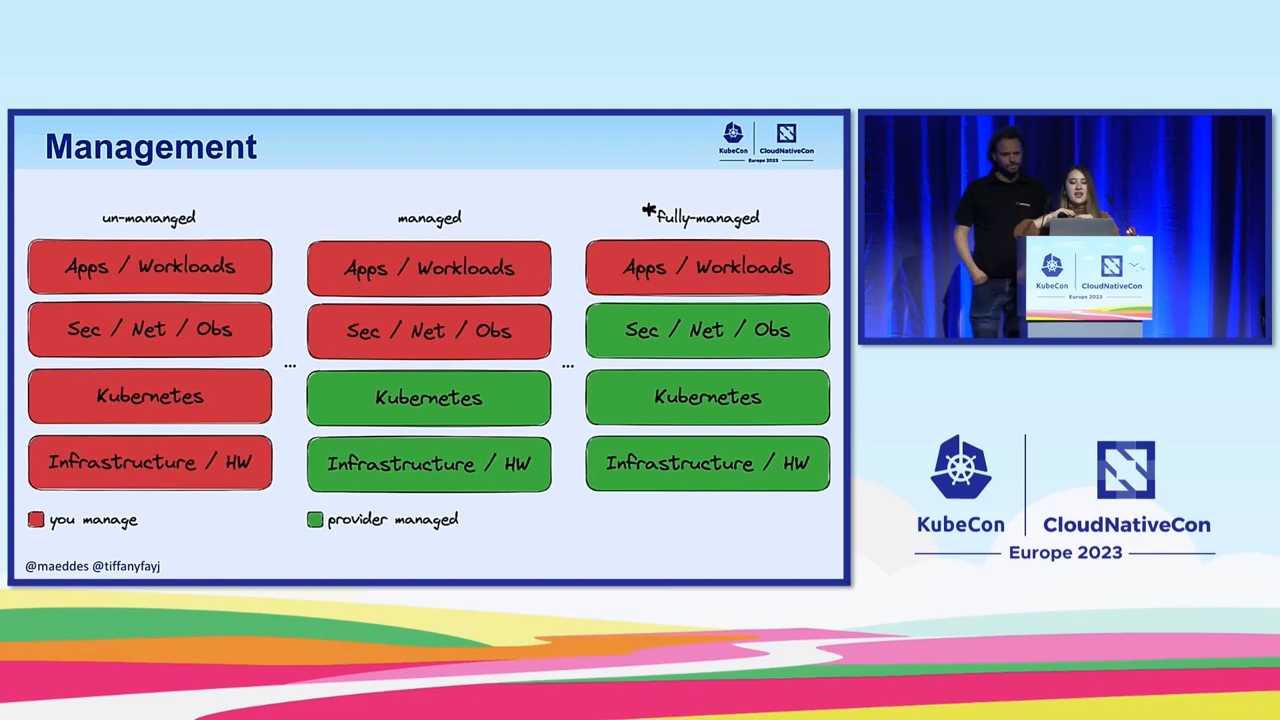 Management
KubeCon
CloudNativeCon
Europe 2023
un-mananged
managed
*fully-managed
Apps / Workloads
Apps / Workloads
Apps / Workloads
Sec / Net / Obs
Sec / Net / Obs
Sec / Net / Obs
...
...
Kubernetes
Kubernetes
Kubernetes
Infrastructure / HW
Infrastructure / HW
Infrastructure / HW
you manage
provider managed
@maeddes @tiffanyfayj
KubeCon
CloudNativeCon
Europe 2023
KubeCon
CloudNativeCon
Europe 2023